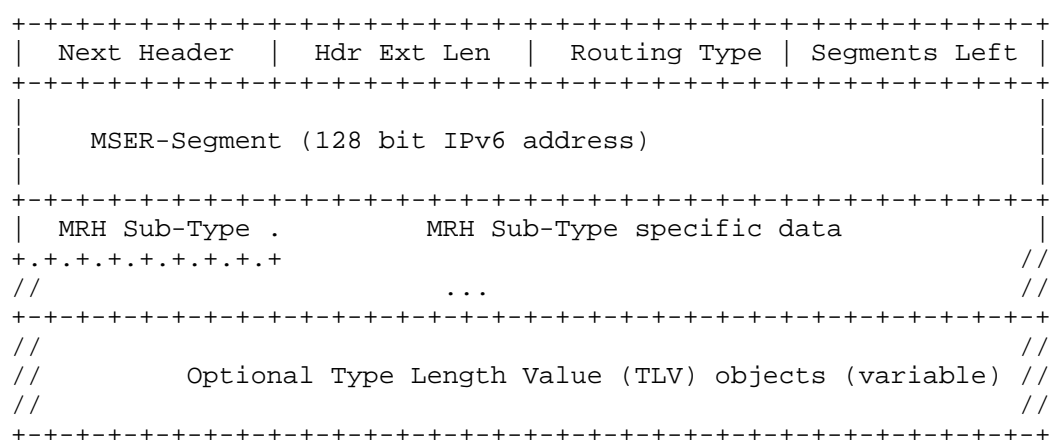 +-+-+-+-+-+-+-+-+-+-+-+-+-+-+-+-+-+-+-+-+-+-+-+-+-+-+-+-+-+-+-+-+
|  Next Header  |  Hdr Ext Len  |  Routing Type | Segments Left |
+-+-+-+-+-+-+-+-+-+-+-+-+-+-+-+-+-+-+-+-+-+-+-+-+-+-+-+-+-+-+-+-+
|                                                               |
|    MSER-Segment (128 bit IPv6 address)                        |
|                                                               |
+-+-+-+-+-+-+-+-+-+-+-+-+-+-+-+-+-+-+-+-+-+-+-+-+-+-+-+-+-+-+-+-+
|  MRH Sub-Type .         MRH Sub-Type specific data            |
+.+.+.+.+.+.+.+.+                                              //
//                         ...                                 //
+-+-+-+-+-+-+-+-+-+-+-+-+-+-+-+-+-+-+-+-+-+-+-+-+-+-+-+-+-+-+-+-+
//                                                             //
//         Optional Type Length Value (TLV) objects (variable) //
//                                                             //
+-+-+-+-+-+-+-+-+-+-+-+-+-+-+-+-+-+-+-+-+-+-+-+-+-+-+-+-+-+-+-+-+